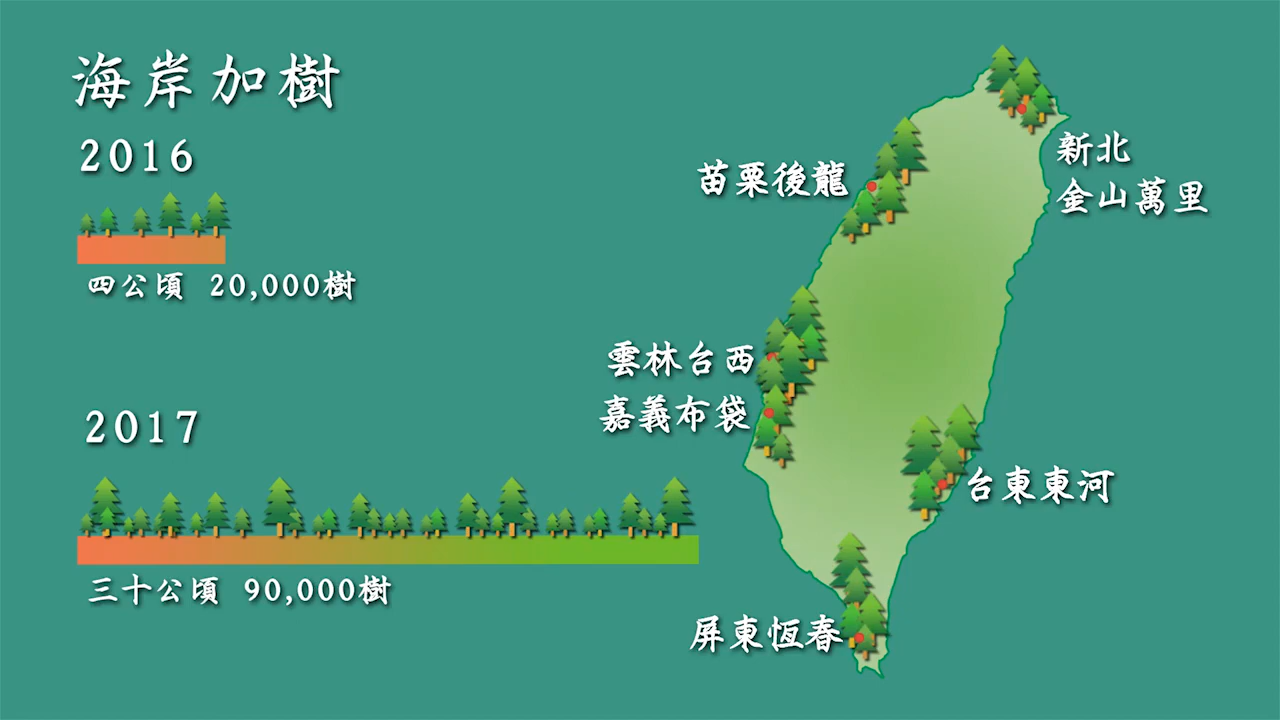 海岸加樹
2016
四公頃 20,000樹
2017
三十公頃 90,000樹
新北
金山萬里
苗栗後龍
雲林台西
嘉義布袋
台東東河
屏東恆春